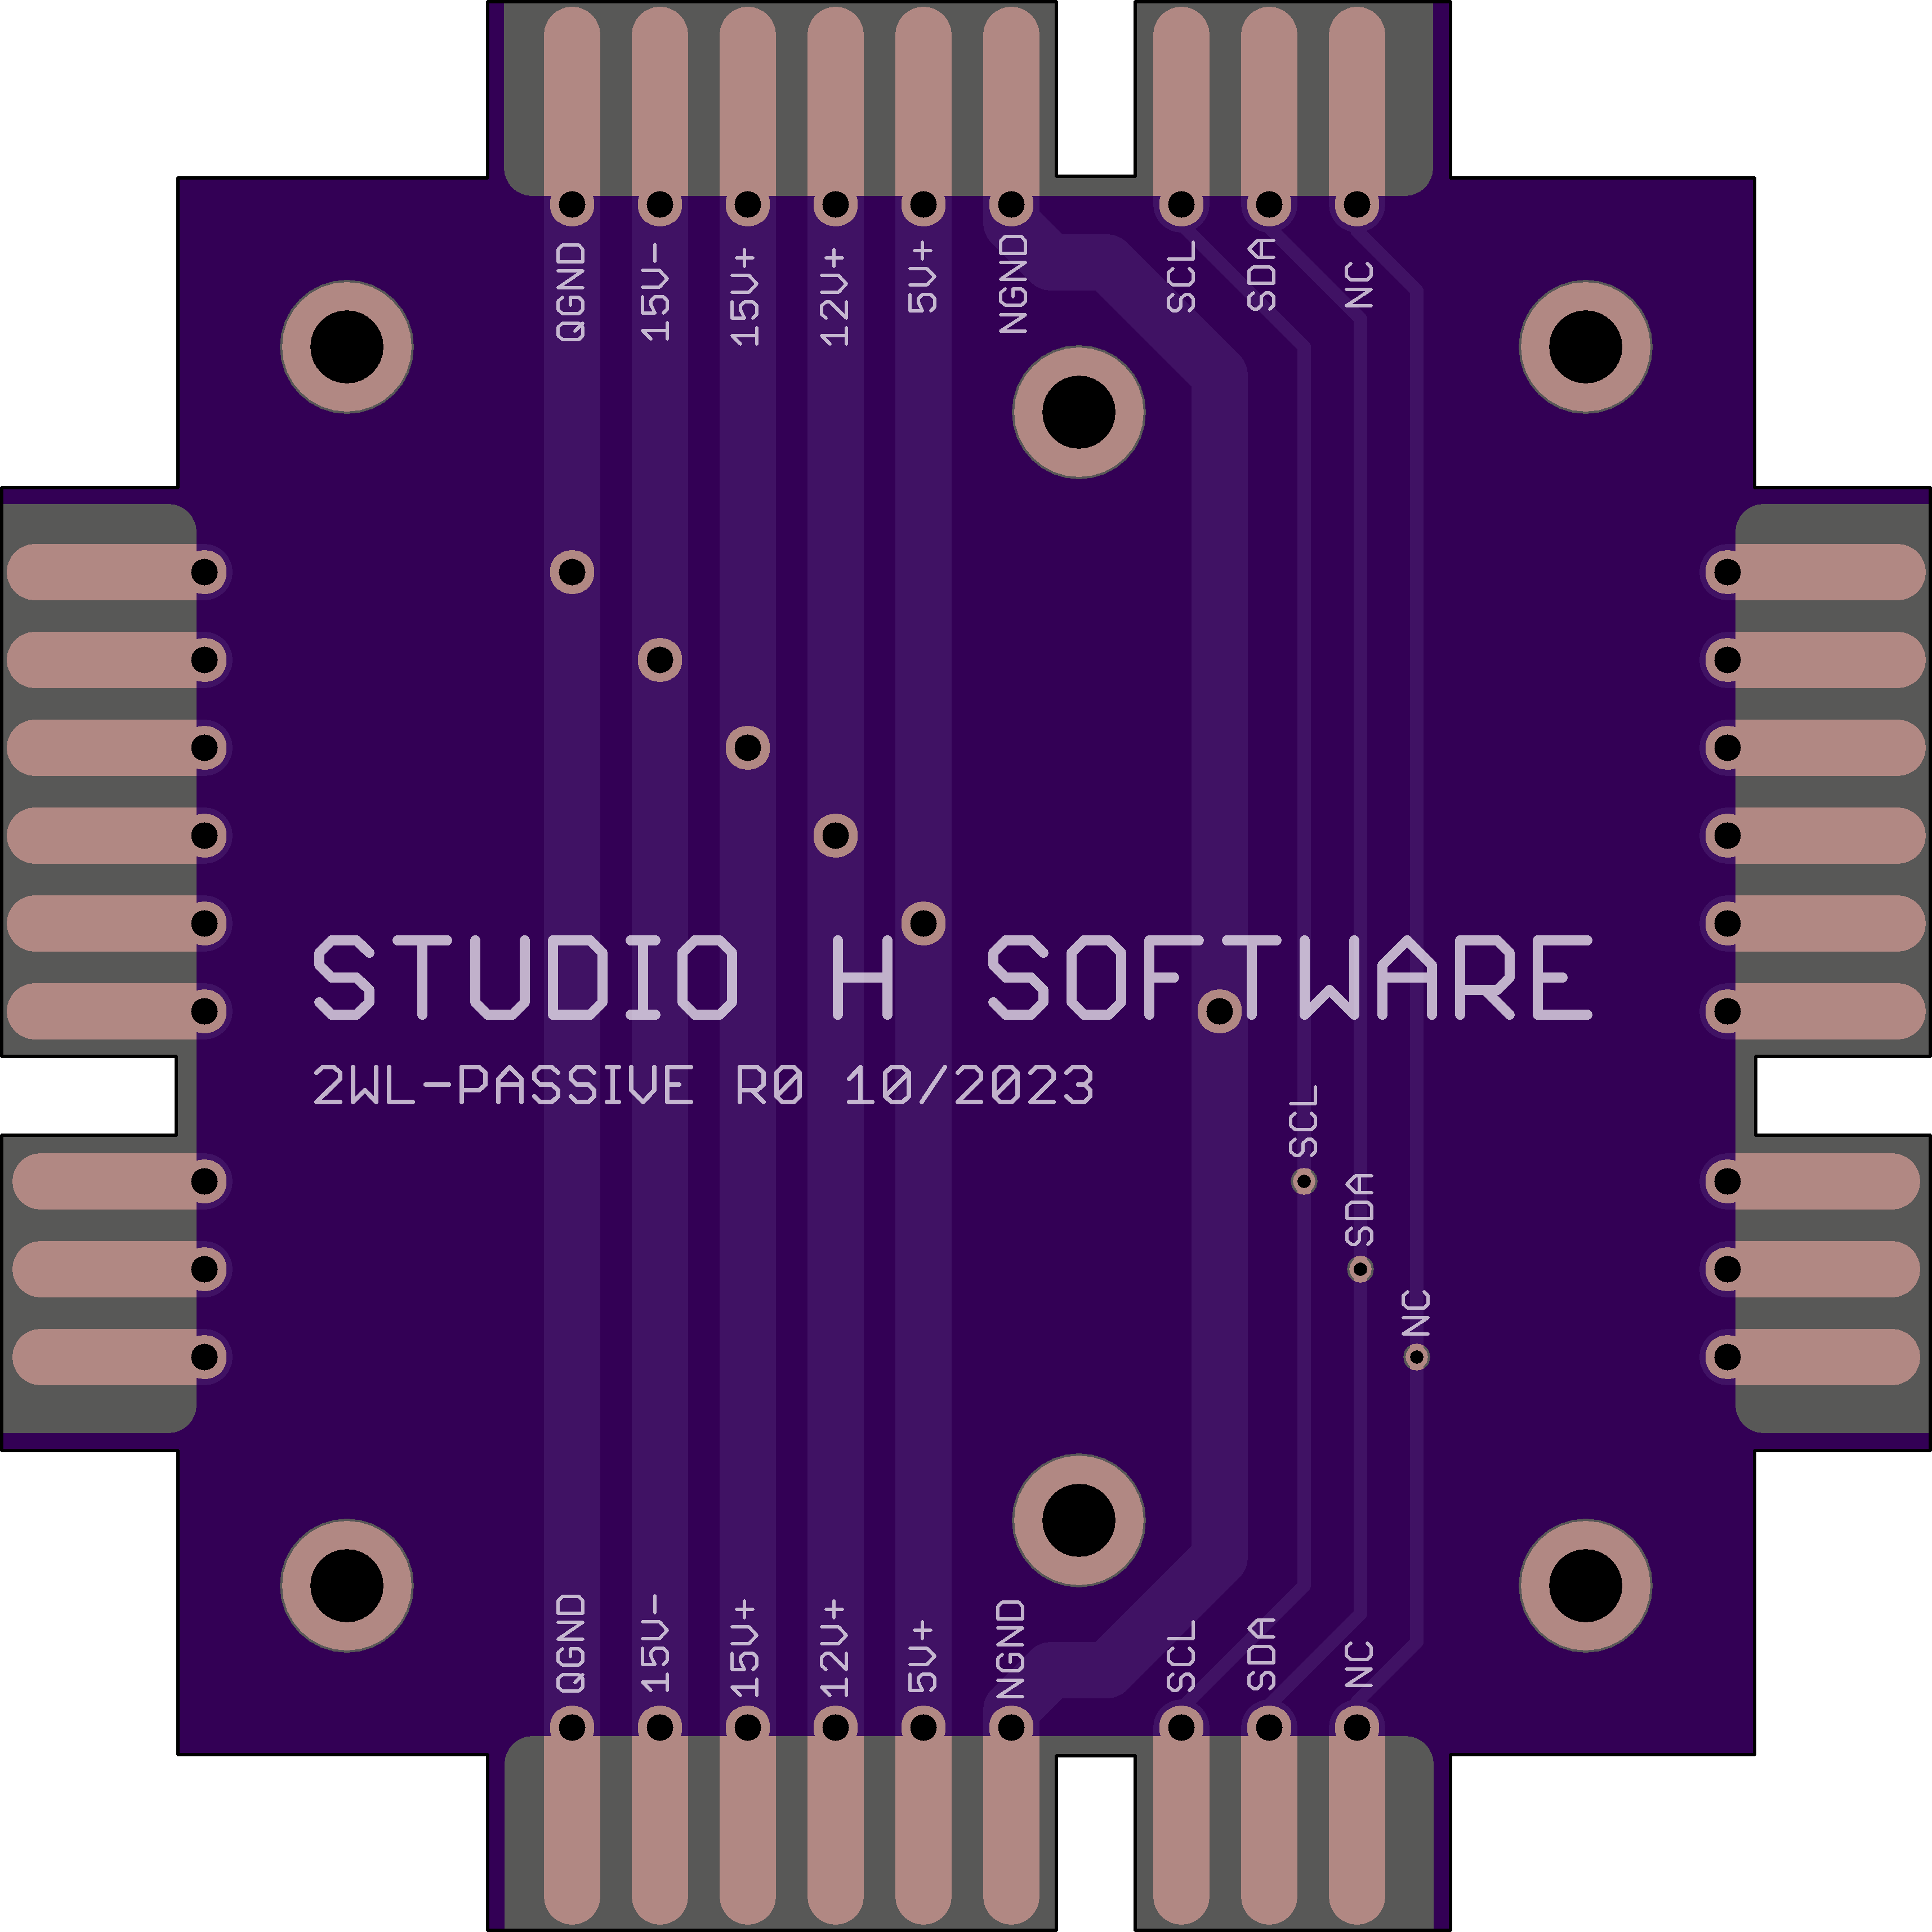 QGND
15V-
15V+
12V+
5V+
NGND
SCL
SDA
NC
STUDIO H SOFTWARE
2WL-PASSIVE R0 10/2023
SCL
SDA
NC
QGND
15V-
15V+
12V+
5V+
NGND
SCL
SDA
NC